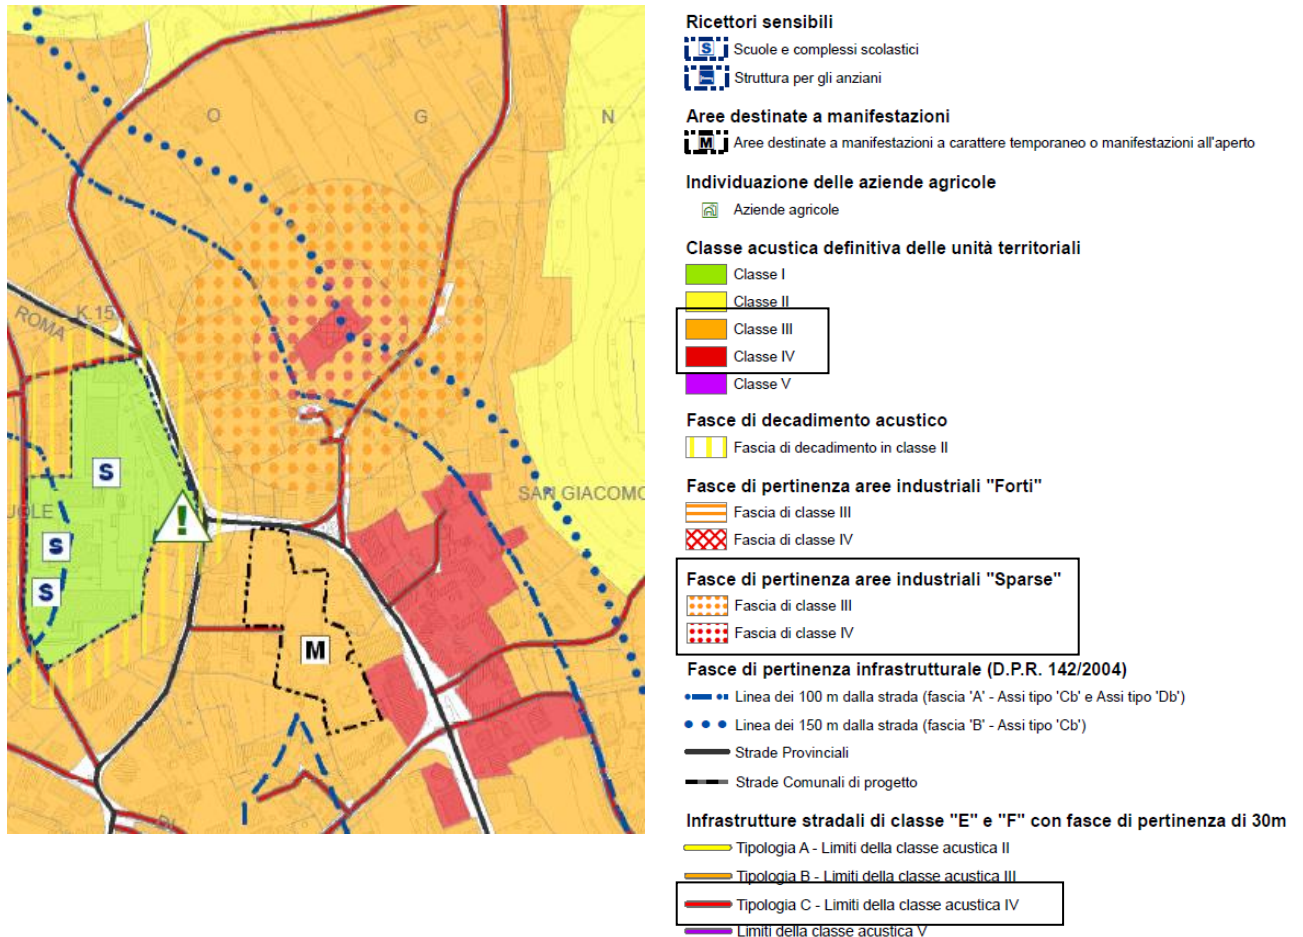 O
G
N
K.15
ROMA
S
UOLE
S
S
!
SAN GIACOMO
M
DI
Ricettori sensibili
S Scuole e complessi scolastici
Struttura per gli anziani
Aree destinate a manifestazioni
M Aree destinate a manifestazioni a carattere temporaneo o manifestazioni all'aperto
Individuazione delle aziende agricole
Aziende agricole
Classe acustica definitiva delle unità territoriali
Classe I
Classe II
Classe III
Classe IV
Classe V
Fasce di decadimento acustico
Fascia di decadimento in classe II
Fasce di pertinenza aree industriali "Forti"
Fascia di classe III
Fascia di classe IV
Fasce di pertinenza aree industriali "Sparse"
Fascia di classe III
Fascia di classe IV
Fasce di pertinenza infrastrutturale (D.P.R. 142/2004)
Linea dei 100 m dalla strada (fascia 'A' - Assi tipo 'Cb' e Assi tipo 'Db')
Linea dei 150 m dalla strada (fascia 'B' - Assi tipo 'Cb')
Strade Provinciali
Strade Comunali di progetto
Infrastrutture stradali di classe "E" e "F" con fasce di pertinenza di 30m
Tipologia A - Limiti della classe acustica II
Tipologia B - Limiti della classe acustica III
Tipologia C - Limiti della classe acustica IV
Limiti della classe acustica V